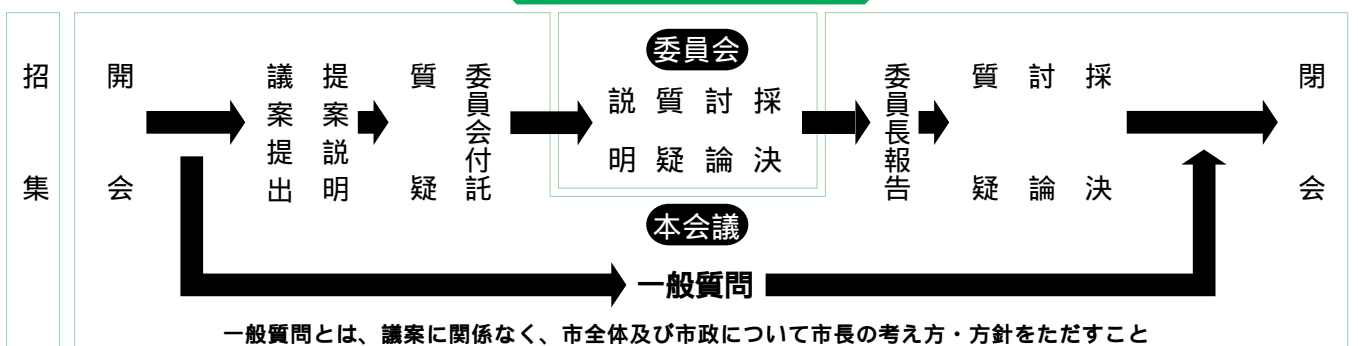 招集
開会
議案提出
提案説明
質疑
委員会付託
委員会
説明
質疑
討論
採決
委員長報告
質疑
討論
採決
閉会
本会議
一般質問
一般質問とは、議案に関係なく、市全体及び市政について市長の考え方・方針をただすこと